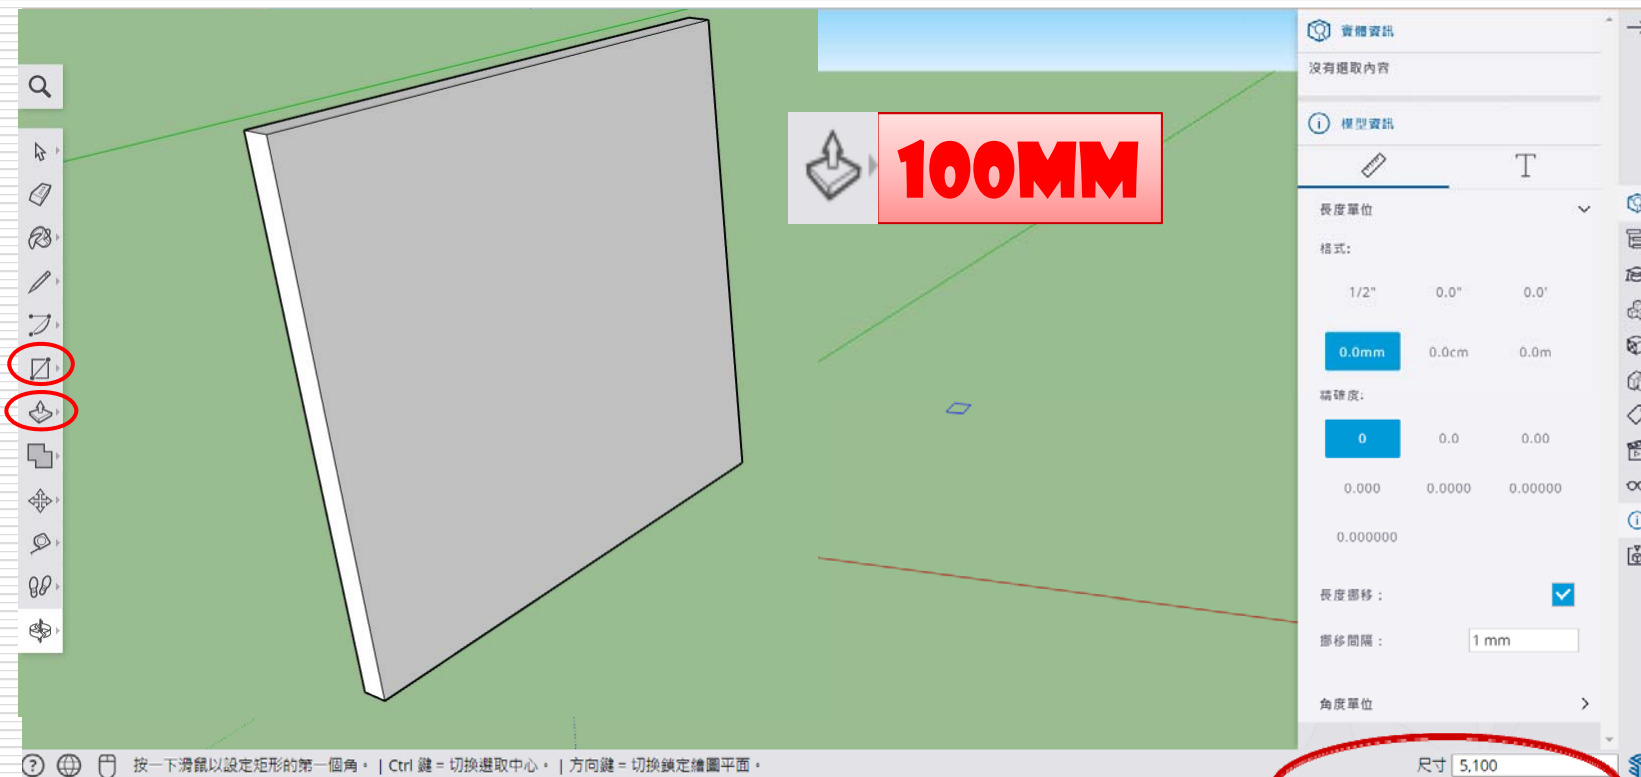 實體資訊
沒有選取內容
模型資訊
T
100MM
長度單位
格式:
1/2" 0.0" 0.0'
0.0mm 0.0cm 0.0m
精確度:
0 0.0 0.00
0.000 0.0000 0.00000
0.000000
長度挪移：
挪移間隔： 1 mm
角度單位
按一下滑鼠以設定矩形的第一個角。 | Ctrl 鍵 = 切換選取中心。 | 方向鍵 = 切換鎖定繪圖平面。
尺寸 5,100